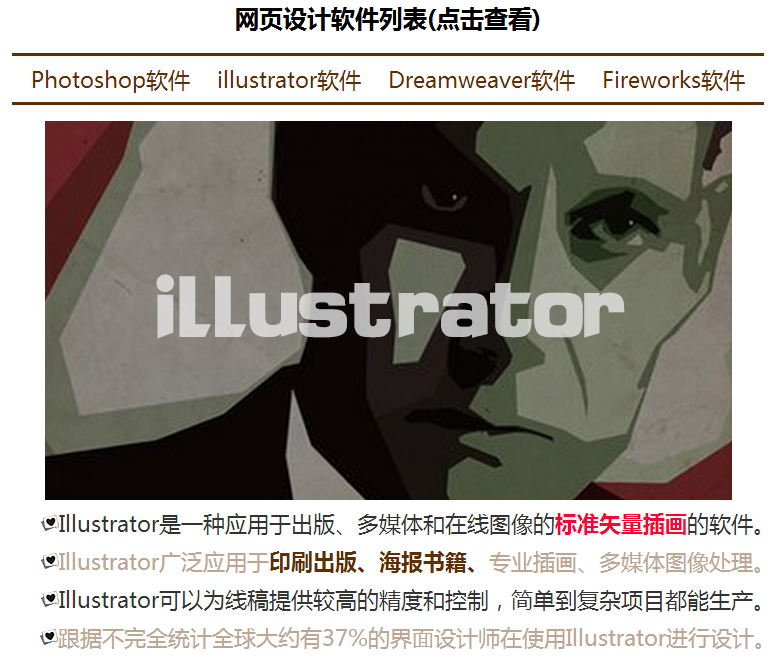 网页设计软件列表(点击查看)
Photoshop软件 illustrator软件 Dreamweaver软件 Fireworks软件
illustrator
Illustrator是一种应用于出版、多媒体和在线图像的标准矢量插画的软件。
Illustrator广泛应用于印刷出版、海报书籍、专业插画、多媒体图像处理。
Illustrator可以为线稿提供较高的精度和控制，简单到复杂项目都能生产。
跟据不完全统计全球大约有37%的界面设计师在使用Illustrator进行设计。